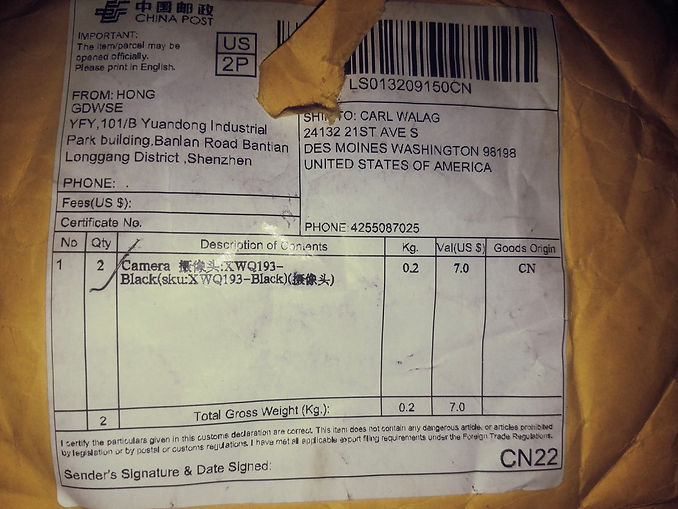 中国邮政
CHINA POST
IMPORTANT:
The item/parcel may be
opened officially.
Please print in English.
US
2P
LS013209150CN
FROM: HONG
GDWSE
YFY,101/B Yuandong Industrial
Park building,Banlan Road Bantian
Longgang District ,Shenzhen
PHONE: .
Fees(US $):
Certificate No.
TO: CARL WALAG
24132 21ST AVE S
DES MOINES WASHINGTON 98198
UNITED STATES OF AMERICA
PHONE 4255087025
No Qty Description of Contents Kg. Val(US $) Goods Origin
1 2 Camera 摄像头:XWQ193- 0.2 7.0 CN
Black(sku:XWQ193-Black)(摄像头)
2 Total Gross Weight (Kg.): 0.2 7.0
I certify the particulars given in this customs declaration are correct. This item does not contain any dangerous article, or articles prohibited
by legislation or by postal or customs regulations. I have met all applicable export filing requirements under the Foreign Trade Regulations.
Sender's Signature & Date Signed:
CN22